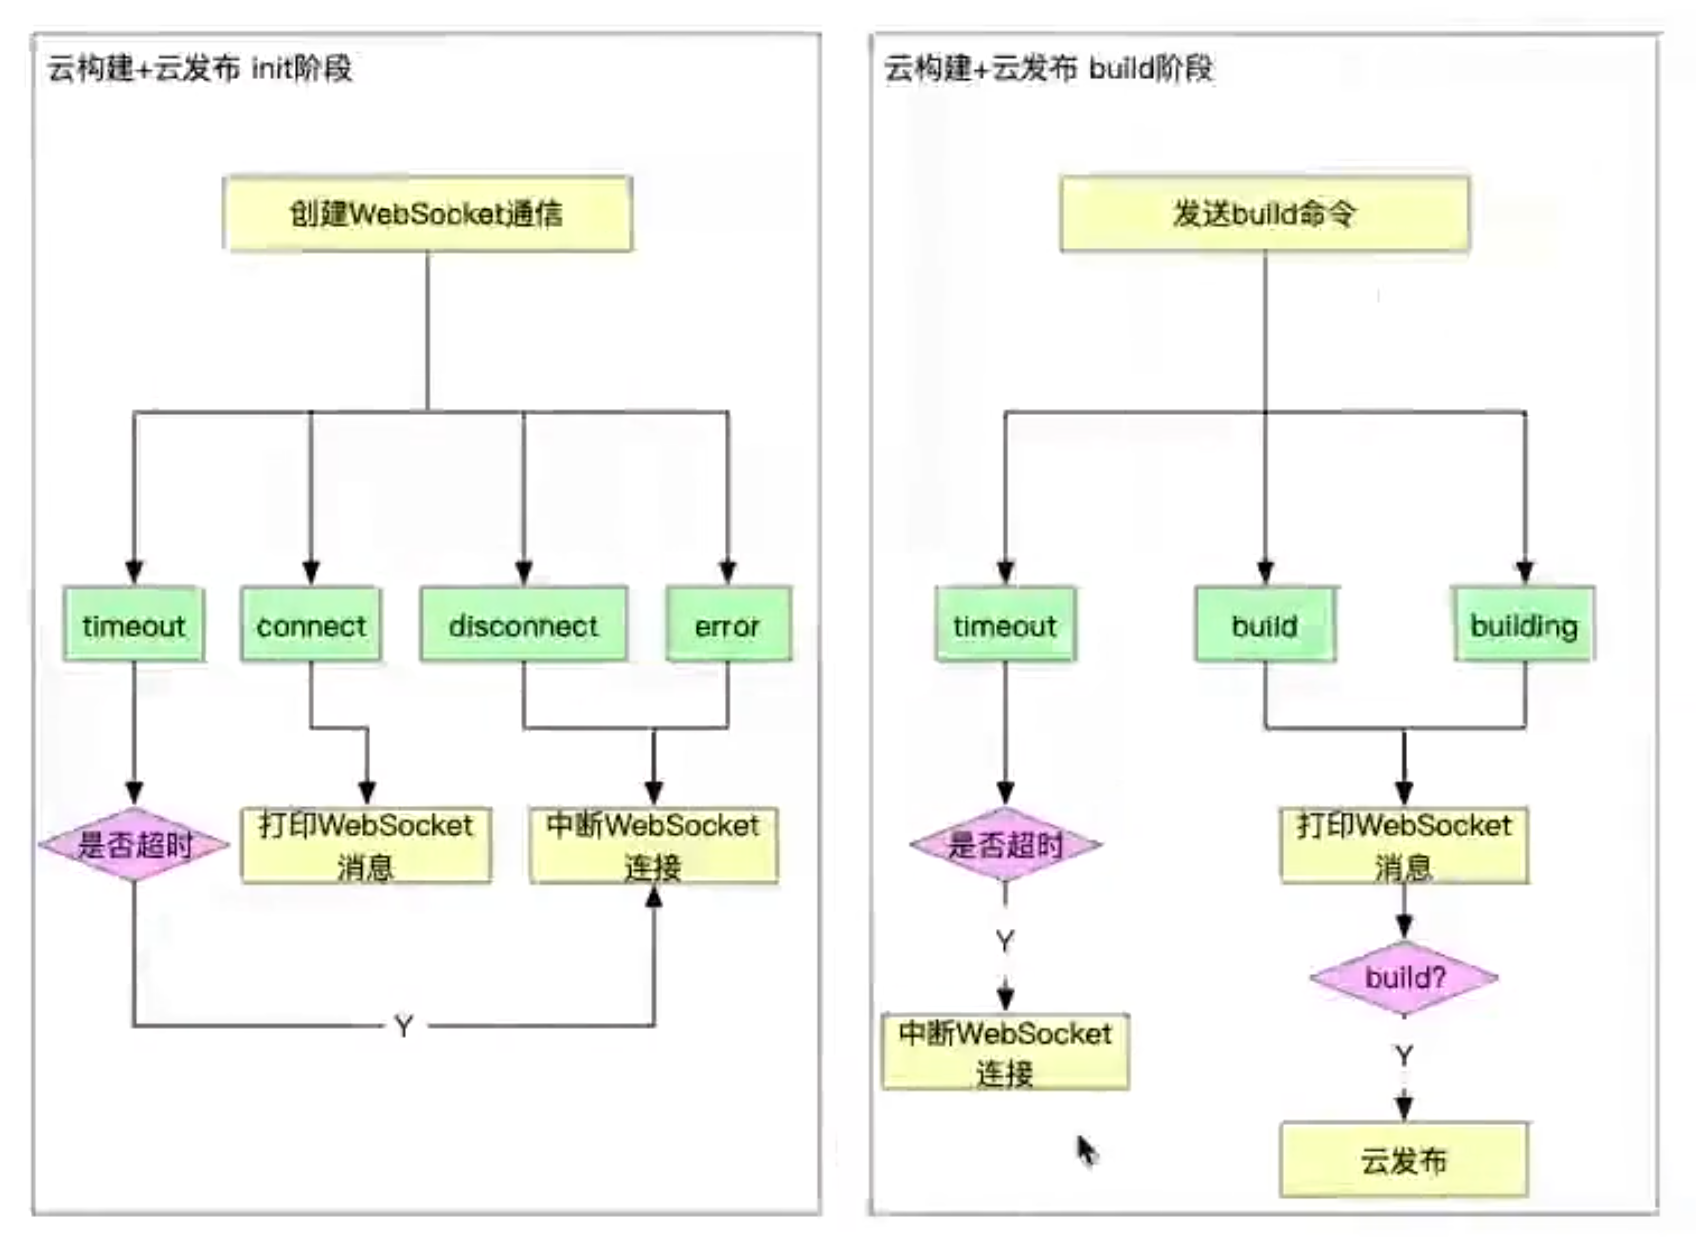 云构建+云发布 init阶段
创建WebSocket通信
timeout
connect
disconnect
error
是否超时
打印WebSocket
消息
中断WebSocket
连接
Y
云构建+云发布 build阶段
发送build命令
timeout
build
building
是否超时
打印WebSocket
消息
Y
build?
中断WebSocket
连接
Y
云发布